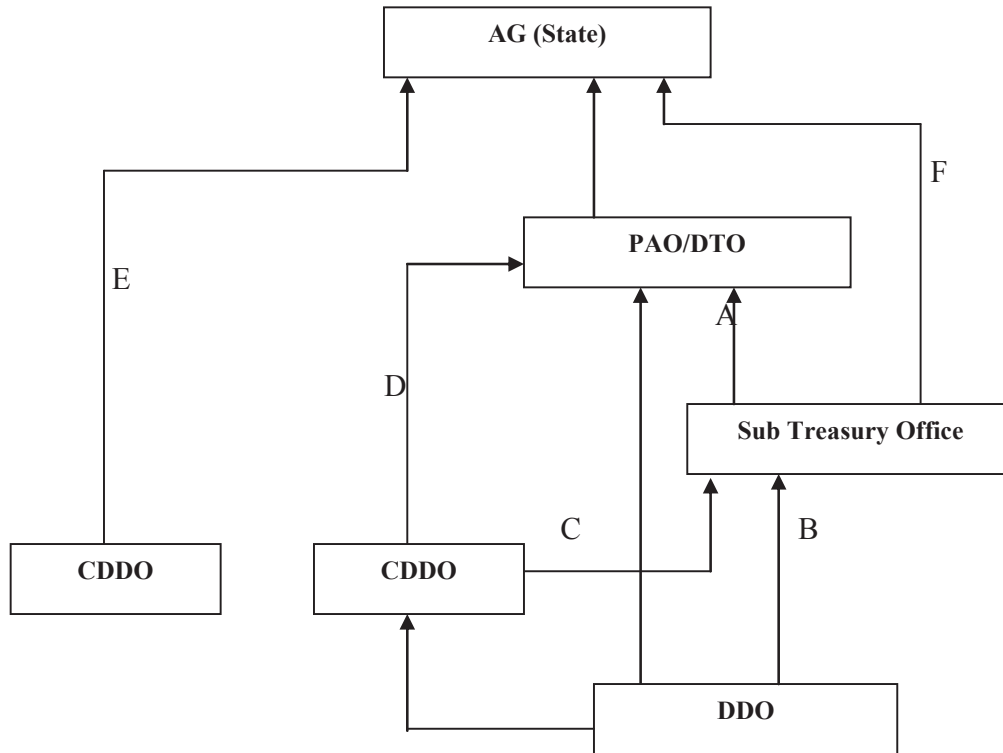 AG (State)
F
PAO/DTO
E
A
D
Sub Treasury Office
C
B
CDDO
CDDO
DDO